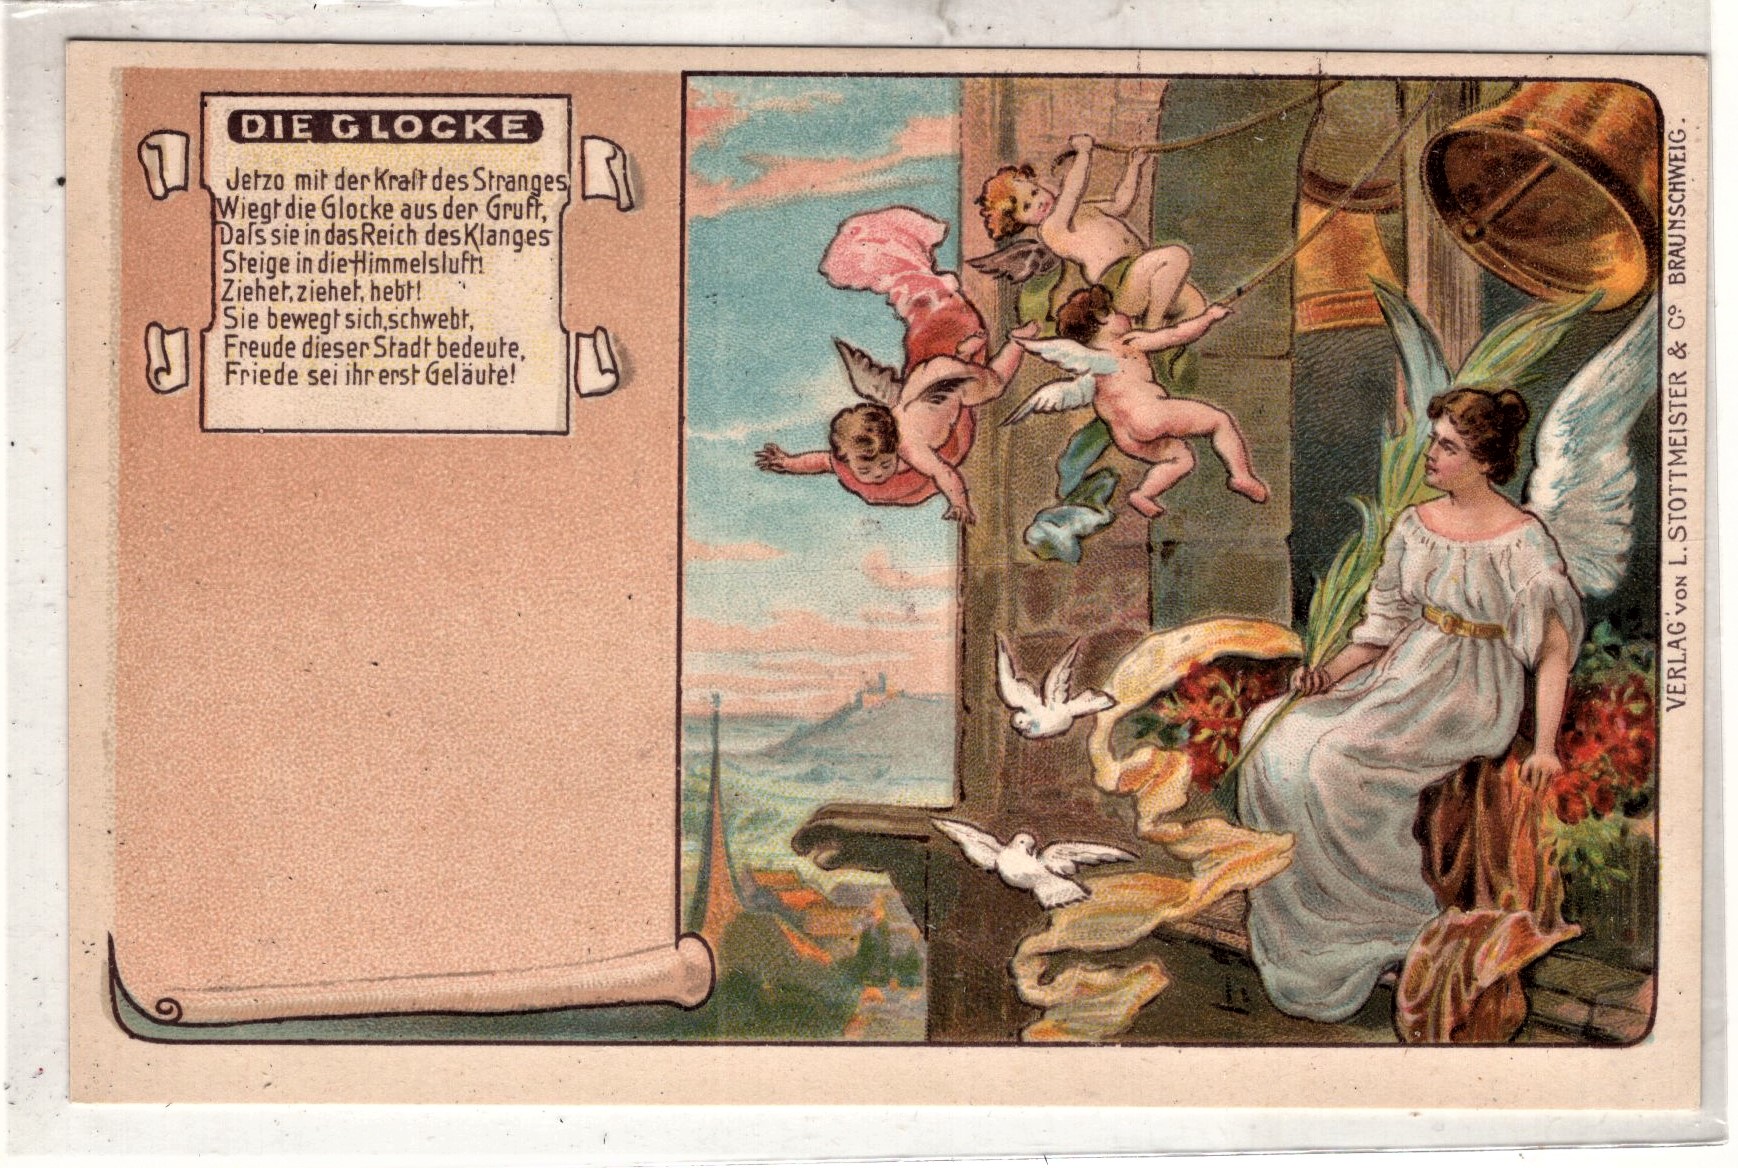 DIE GLOCKE
Jetzo mit der Kraft des Stranges
Wiegt die Glocke aus der Gruft,
Dafs sie in das Reich des Klanges
Steige in die Himmelsluft!
Ziehet, ziehet, hebt!
Sie bewegt sich, schwebt,
Freude dieser Stadt bedeute,
Friede sei ihr erst Geläute!
VERLAG VON L. STOTTMEISTER & Co BRAUNSCHWEIG.